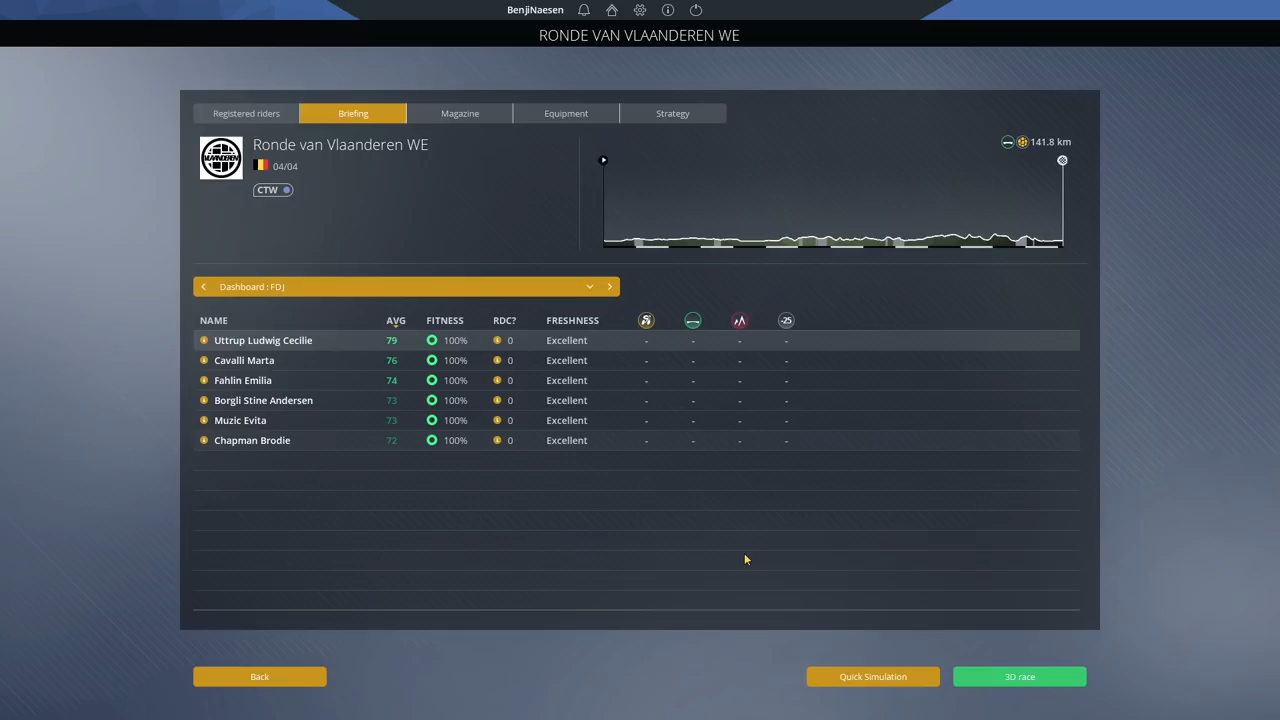 BenjiNaesen
RONDE VAN VLAANDEREN WE
Registered riders Briefing Magazine Equipment Strategy
VLAANDEREN
Ronde van Vlaanderen WE
04/04
CTW
141.8 km
Dashboard : FDJ
NAME AVG FITNESS RDC? FRESHNESS -25
Uttrup Ludwig Cecilie 79 100% 0 Excellent - - - -
Cavalli Marta 76 100% 0 Excellent - - - -
Fahlin Emilia 74 100% 0 Excellent - - - -
Borgli Stine Andersen 73 100% 0 Excellent - - - -
Muzic Evita 73 100% 0 Excellent - - - -
Chapman Brodie 72 100% 0 Excellent - - - -
Back Quick Simulation 3D race